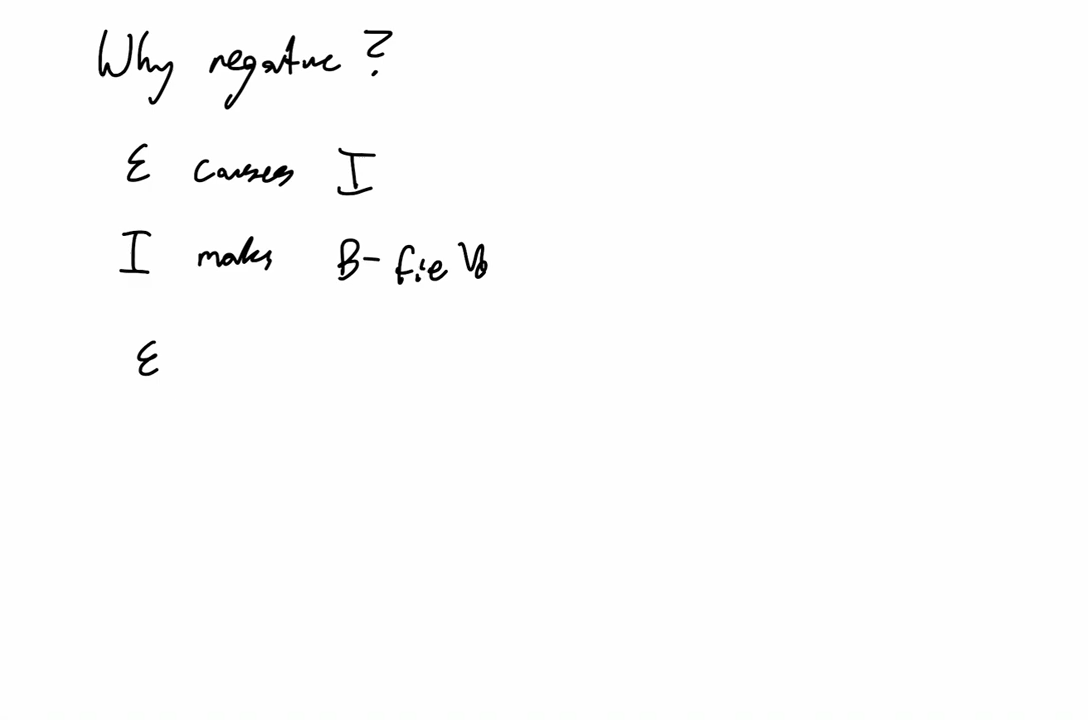 Why negative?
ε causes I
I makes B-field
ε